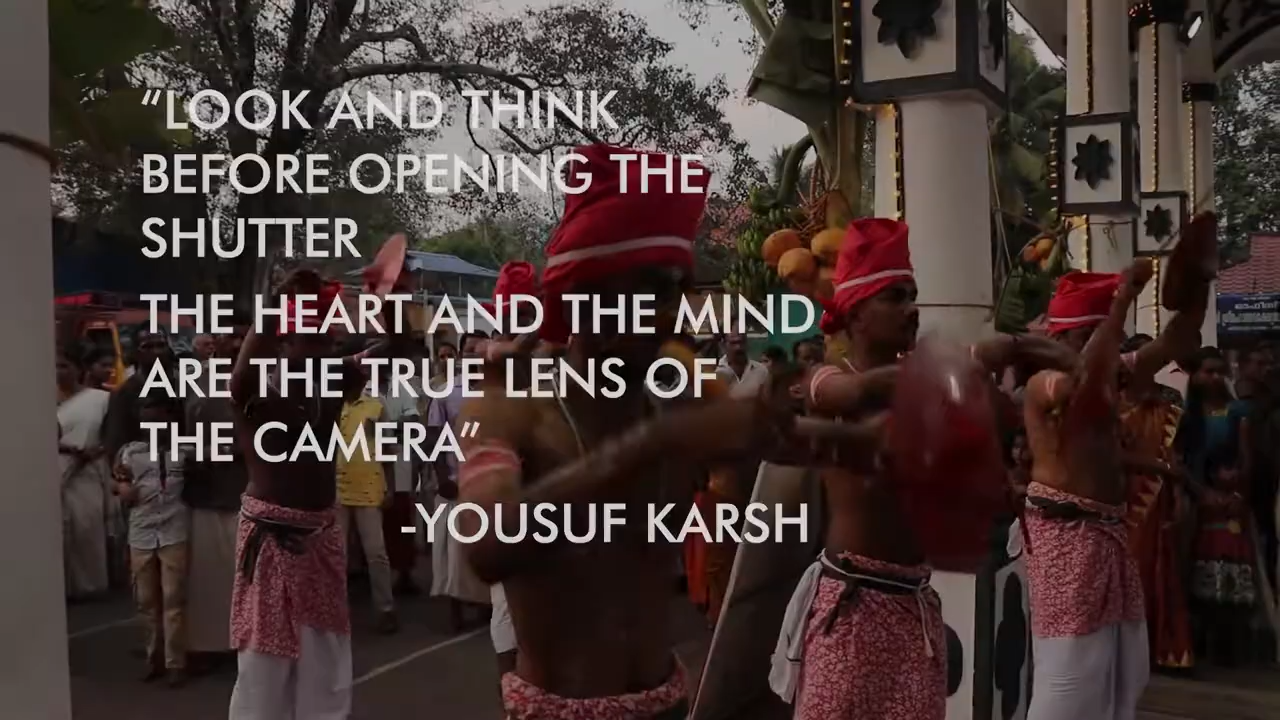 “LOOK AND THINK
BEFORE OPENING THE
SHUTTER
THE HEART AND THE MIND
ARE THE TRUE LENS OF
THE CAMERA”
-YOUSUF KARSH